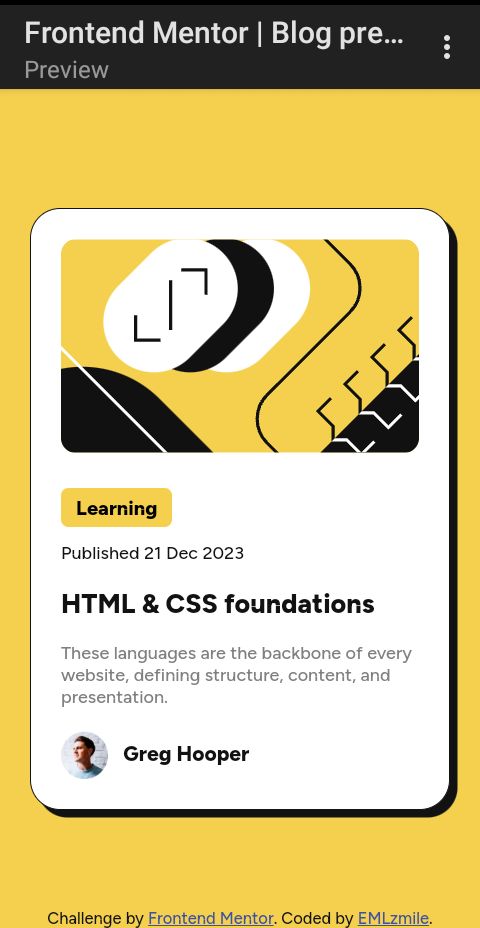 Frontend Mentor | Blog pre...
Preview
Learning
Published 21 Dec 2023
HTML & CSS foundations
These languages are the backbone of every
website, defining structure, content, and
presentation.
Greg Hooper
Challenge by Frontend Mentor. Coded by EMLzmile.